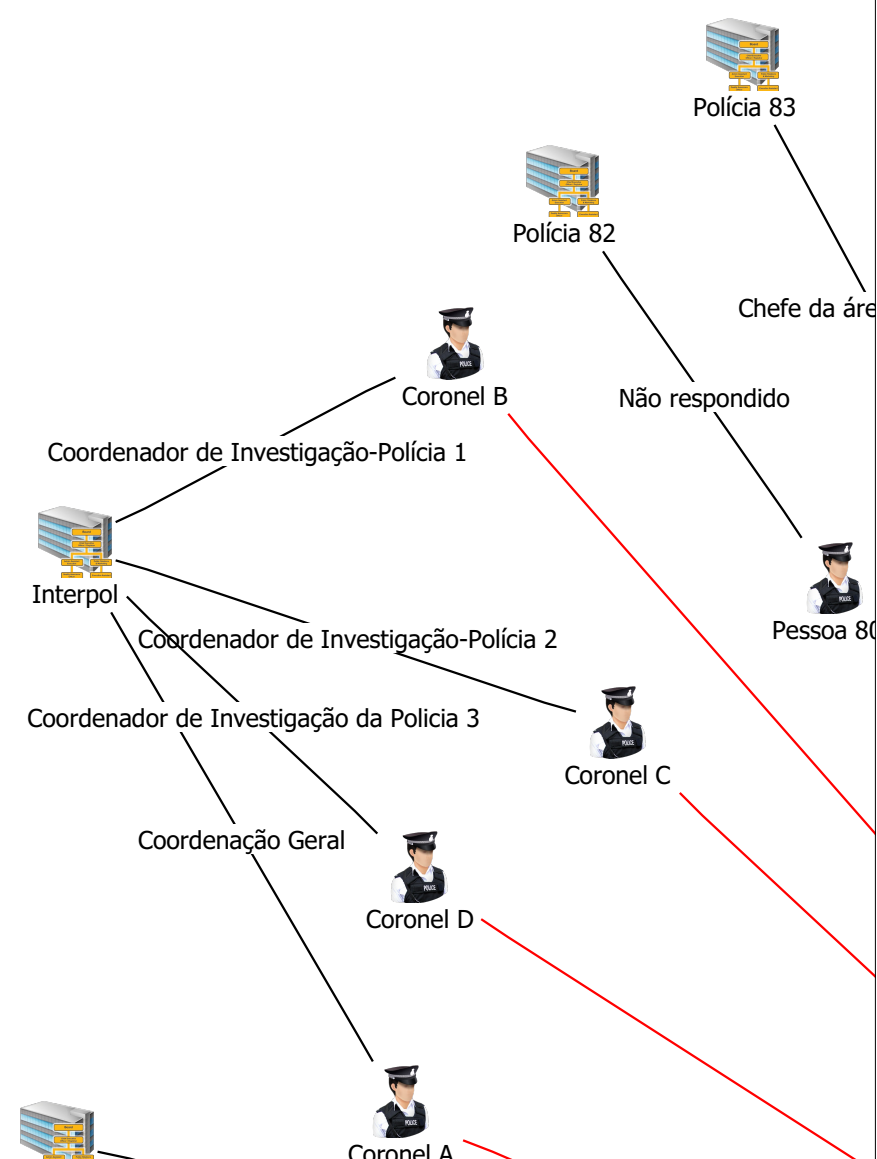 Polícia 83
Polícia 82
Chefe da áre
Coronel B
Não respondido
Coordenador de Investigação-Polícia 1
Interpol
Pessoa 80
Coordenador de Investigação-Polícia 2
Coordenador de Investigação da Policia 3
Coronel C
Coordenação Geral
Coronel D
Coronel A